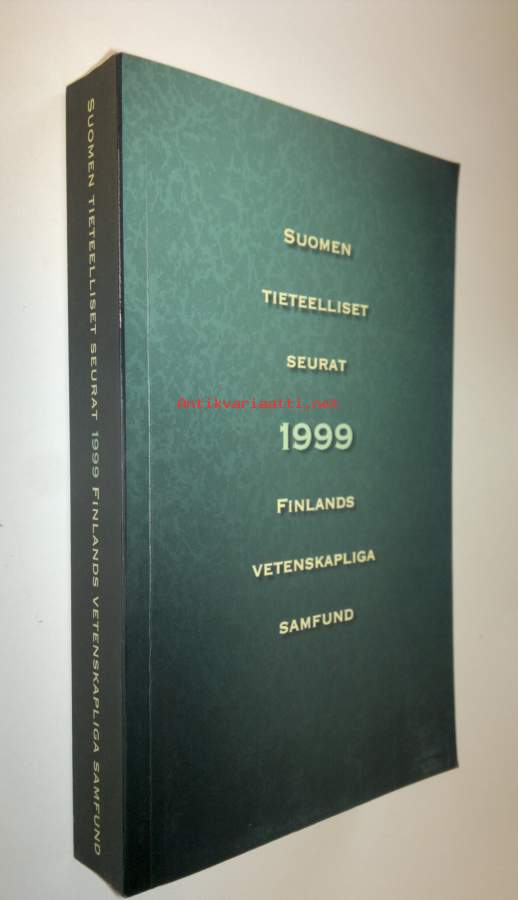 SUOMEN TIETEELLISET SEURAT 1999 FINLANDS VETENSKAPLIGA SAMFUND
SUOMEN
TIETEELLISET
SEURAT
Antikvariaatti.net
1999
FINLANDS
VETENSKAPLIGA
SAMFUND